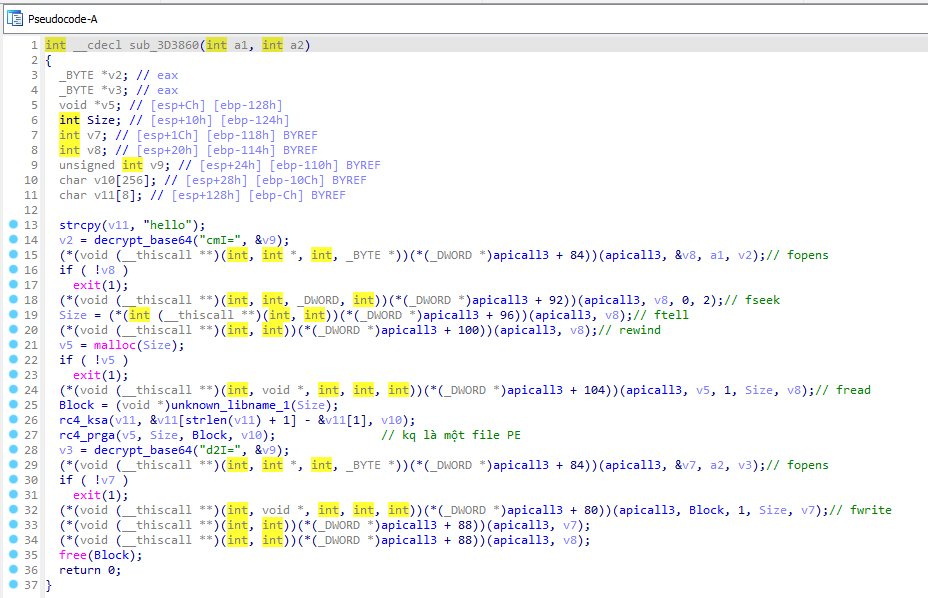 Pseudocode-A
1 int __cdecl sub_3D3860(int a1, int a2)
2 {
3 _BYTE *v2; // eax
4 _BYTE *v3; // eax
5 void *v5; // [esp+Ch] [ebp-128h]
6 int Size; // [esp+10h] [ebp-124h]
7 int v7; // [esp+1Ch] [ebp-118h] BYREF
8 int v8; // [esp+20h] [ebp-114h] BYREF
9 unsigned int v9; // [esp+24h] [ebp-110h] BYREF
10 char v10[256]; // [esp+28h] [ebp-10Ch] BYREF
11 char v11[8]; // [esp+128h] [ebp-Ch] BYREF
12
13 strcpy(v11, "hello");
14 v2 = decrypt_base64("cmI=", &v9);
15 (*(void (__thiscall **)(int, int *, int, _BYTE *))(*(_DWORD *)apicall3 + 84))(apicall3, &v8, a1, v2);// fopens
16 if ( !v8 )
17 exit(1);
18 (*(void (__thiscall **)(int, int, _DWORD, int))(*(_DWORD *)apicall3 + 92))(apicall3, v8, 0, 2);// fseek
19 Size = (*(int (__thiscall **)(int, int))(*(_DWORD *)apicall3 + 96))(apicall3, v8);// ftell
20 (*(void (__thiscall **)(int, int))(*(_DWORD *)apicall3 + 100))(apicall3, v8);// rewind
21 v5 = malloc(Size);
22 if ( !v5 )
23 exit(1);
24 (*(void (__thiscall **)(int, void *, int, int, int))(*(_DWORD *)apicall3 + 104))(apicall3, v5, 1, Size, v8);// fread
25 Block = (void *)unknown_libname_1(Size);
26 rc4_ksa(v11, &v11[strlen(v11) + 1] - &v11[1], v10);
27 rc4_prga(v5, Size, Block, v10); // kq là một file PE
28 v3 = decrypt_base64("d2I=", &v9);
29 (*(void (__thiscall **)(int, int *, int, _BYTE *))(*(_DWORD *)apicall3 + 84))(apicall3, &v7, a2, v3);// fopens
30 if ( !v7 )
31 exit(1);
32 (*(void (__thiscall **)(int, void *, int, int, int))(*(_DWORD *)apicall3 + 80))(apicall3, Block, 1, Size, v7);// fwrite
33 (*(void (__thiscall **)(int, int))(*(_DWORD *)apicall3 + 88))(apicall3, v7);
34 (*(void (__thiscall **)(int, int))(*(_DWORD *)apicall3 + 88))(apicall3, v8);
35 free(Block);
36 return 0;
37 }